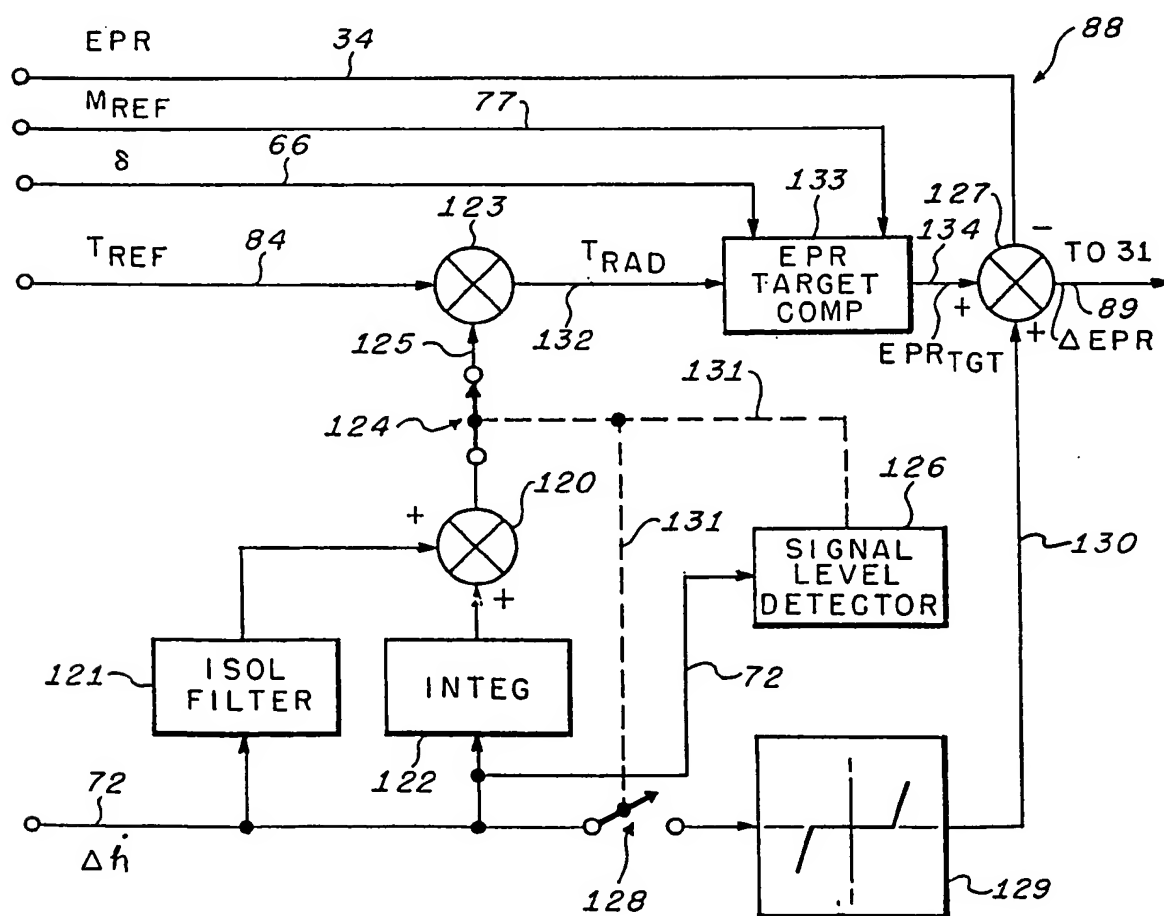 EPR 34 88
MREF 77
δ 66
133
127
123
TREF 84
TRAD
EPR
TARGET
COMP
134
−
TO 31
+
+
89
132
125
EPRTGT
ΔEPR
131
124
126
120
+
131
SIGNAL
LEVEL
DETECTOR
130
+
121
ISOL
FILTER
INTEG
72
122
72
Δḣ
128
129